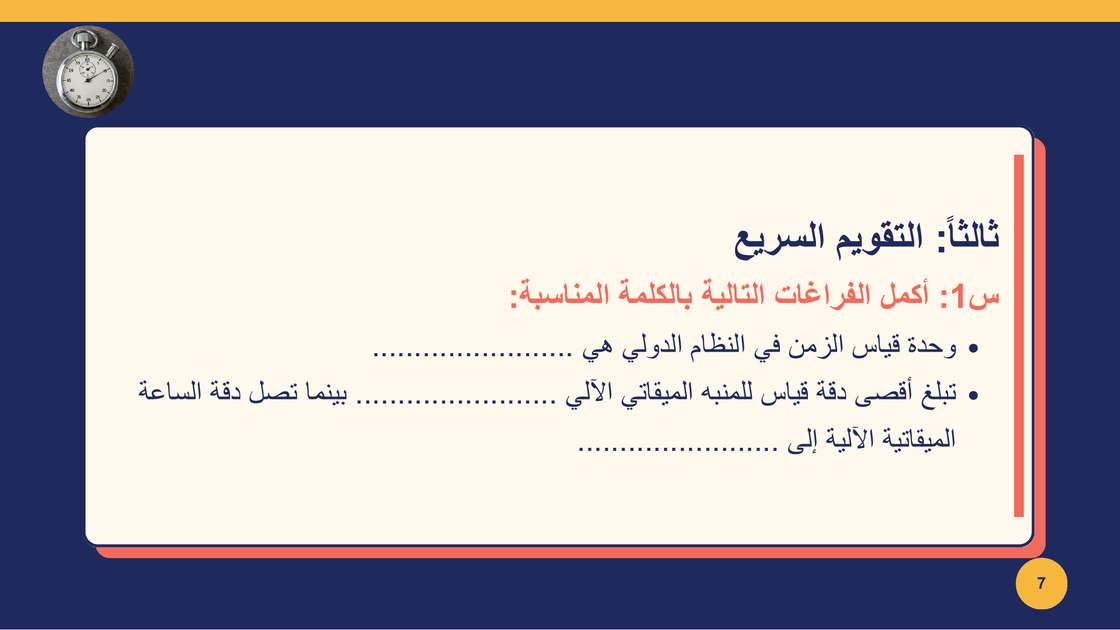 ثالثاً: التقويم السريع
س1: أكمل الفراغات التالية بالكلمة المناسبة:
• وحدة قياس الزمن في النظام الدولي هي ........................
• تبلغ أقصى دقة قياس للمنبه الميقاتي الآلي ........................ بينما تصل دقة الساعة
الميقاتية الآلية إلى ........................
7